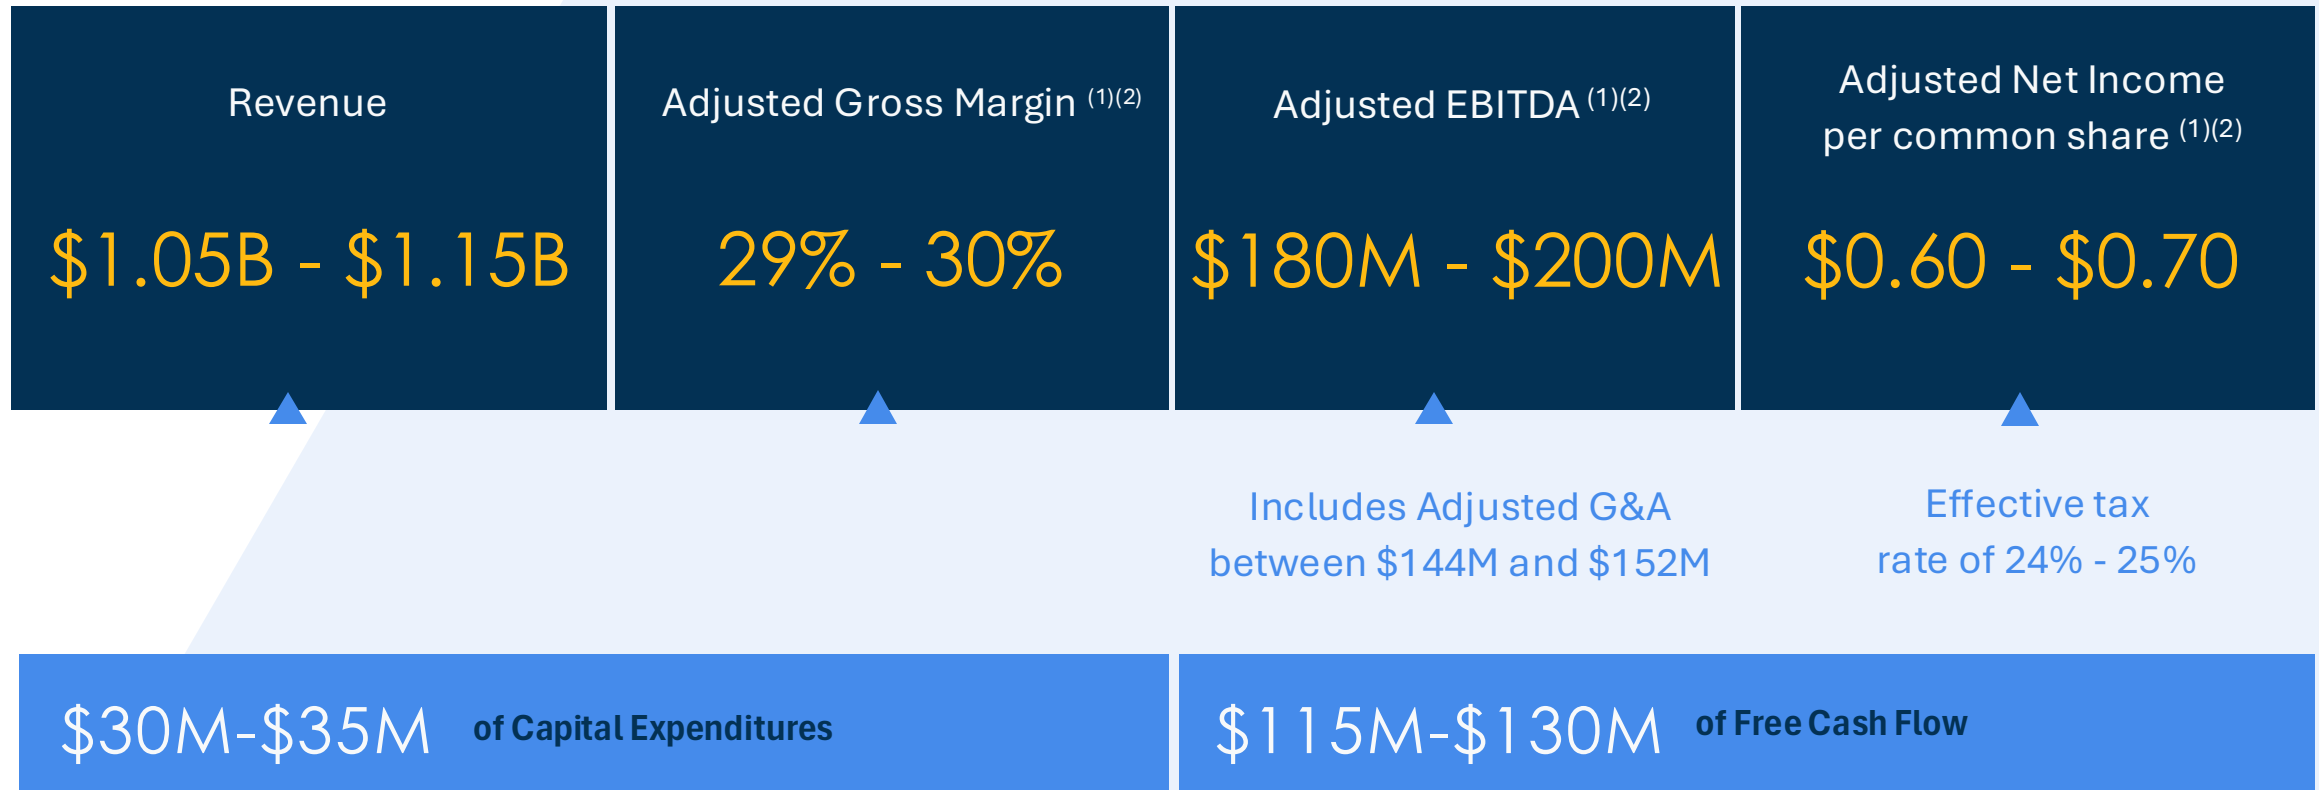 Revenue
$1.05B - $1.15B
Adjusted Gross Margin (1)(2)
29% - 30%
Adjusted EBITDA (1)(2)
$180M - $200M
Includes Adjusted G&A
between $144M and $152M
Adjusted Net Income
per common share (1)(2)
$0.60 - $0.70
Effective tax
rate of 24% - 25%
$30M-$35M of Capital Expenditures
$115M-$130M of Free Cash Flow